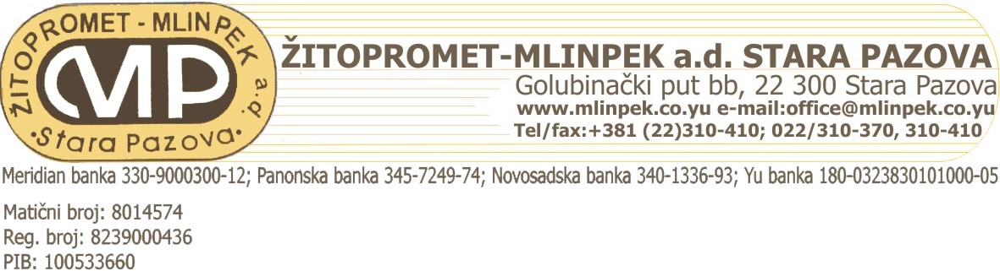 ŽITOPROMET - MLINPEK a.d.
MP
•Stara Pazova•
ŽITOPROMET-MLINPEK a.d. STARA PAZOVA
Golubinački put bb, 22 300 Stara Pazova
www.mlinpek.co.yu e-mail:office@mlinpek.co.yu
Tel/fax:+381 (22)310-410; 022/310-370, 310-410
Meridian banka 330-9000300-12; Panonska banka 345-7249-74; Novosadska banka 340-1336-93; Yu banka 180-0323830101000-05
Matični broj: 8014574
Reg. broj: 8239000436
PIB: 100533660